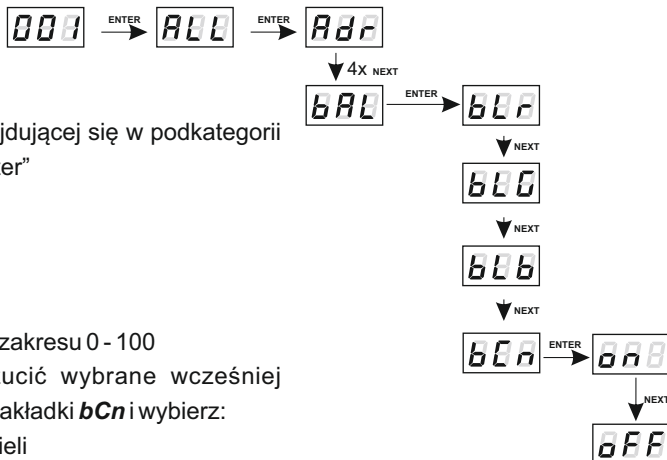 001 ENTER ALL ENTER Adr
4x NEXT
bAL ENTER bLr
NEXT
bLG
NEXT
bLb
NEXT
bCn ENTER on
NEXT
oFF
jdującej się w podkategorii
ter”
zakresu 0 - 100
ucić wybrane wcześniej
akładki bCn i wybierz:
ieli